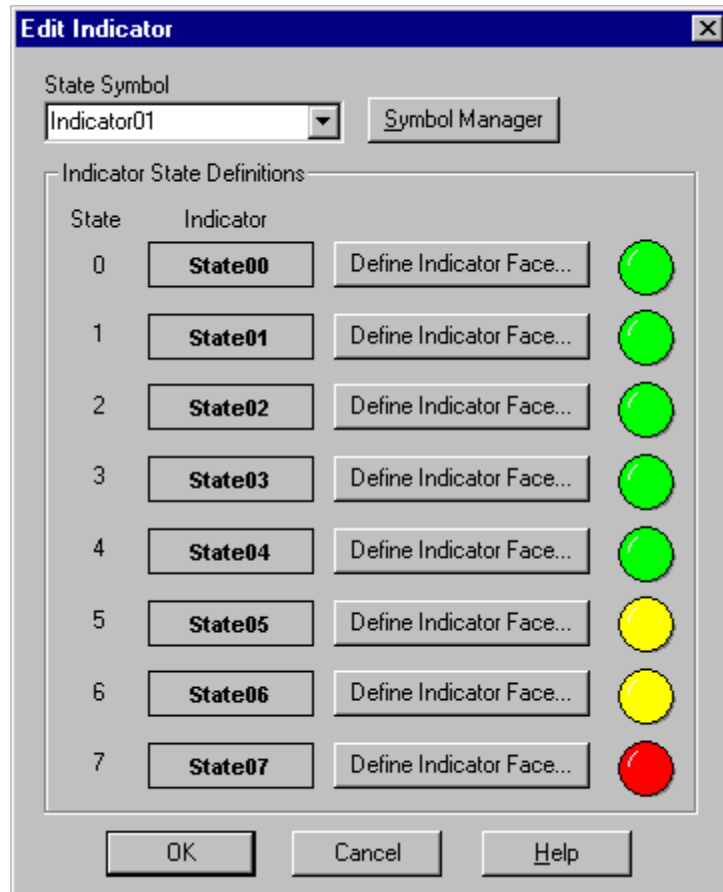 Edit Indicator
State Symbol
Indicator01
Symbol Manager
Indicator State Definitions
State Indicator
0 State00 Define Indicator Face...
1 State01 Define Indicator Face...
2 State02 Define Indicator Face...
3 State03 Define Indicator Face...
4 State04 Define Indicator Face...
5 State05 Define Indicator Face...
6 State06 Define Indicator Face...
7 State07 Define Indicator Face...
OK Cancel Help